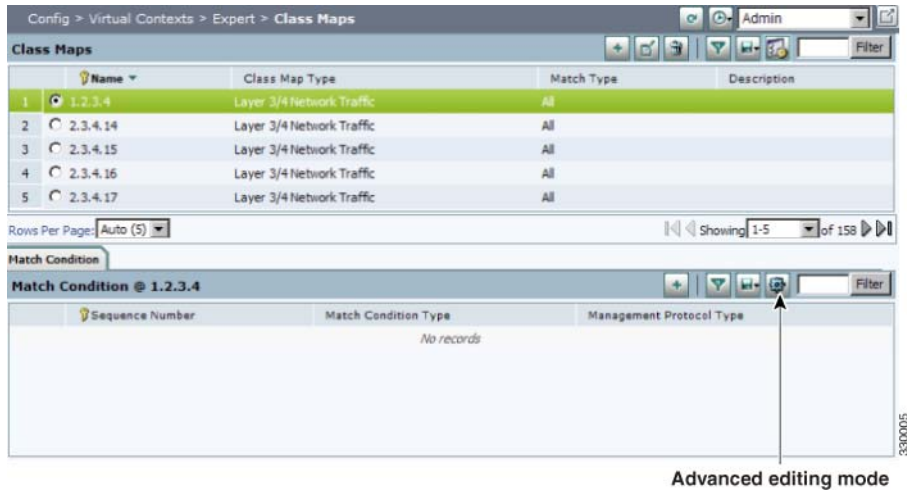 Config > Virtual Contexts > Expert > Class Maps
Admin
Class Maps
Filter
Name Class Map Type Match Type Description
1 1.2.3.4 Layer 3/4 Network Traffic All
2 2.3.4.14 Layer 3/4 Network Traffic All
3 2.3.4.15 Layer 3/4 Network Traffic All
4 2.3.4.16 Layer 3/4 Network Traffic All
5 2.3.4.17 Layer 3/4 Network Traffic All
Rows Per Page: Auto (5) Showing 1-5 of 158
Match Condition
Match Condition @ 1.2.3.4 Filter
Sequence Number Match Condition Type Management Protocol Type
No records
330005
Advanced editing mode